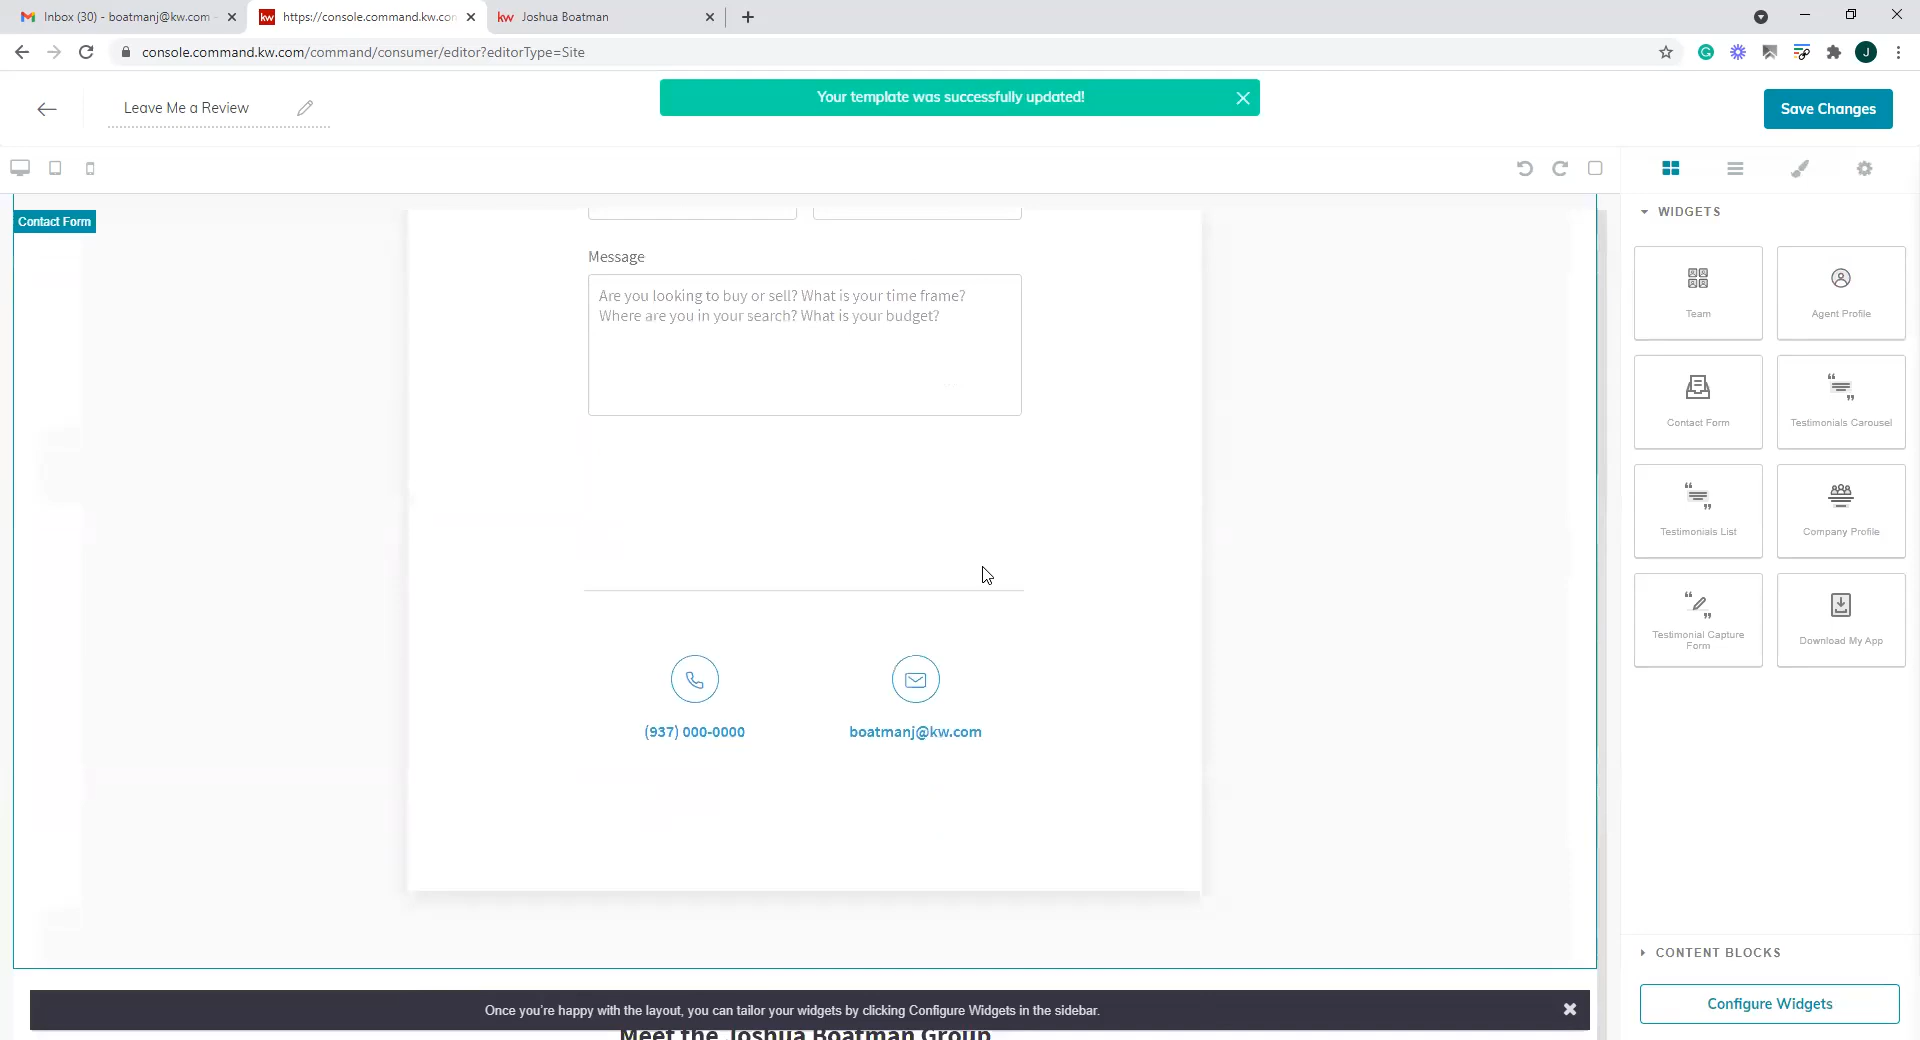 Inbox (30) - boatmanj@kw.com -
kw https://console.command.kw.con
kw Joshua Boatman
console.command.kw.com/command/consumer/editor?editorType=Site
J
Leave Me a Review
Your template was successfully updated!
Save Changes
Contact Form
WIDGETS
Message
Are you looking to buy or sell? What is your time frame?
Where are you in your search? What is your budget?
Team
Agent Profile
Contact Form
Testimonials Carousel
Testimonials List
Company Profile
Testimonial Capture
Form
Download My App
(937) 000-0000
boatmanj@kw.com
CONTENT BLOCKS
Configure Widgets
Once you're happy with the layout, you can tailor your widgets by clicking Configure Widgets in the sidebar.
Meet the Joshua Boatman Group